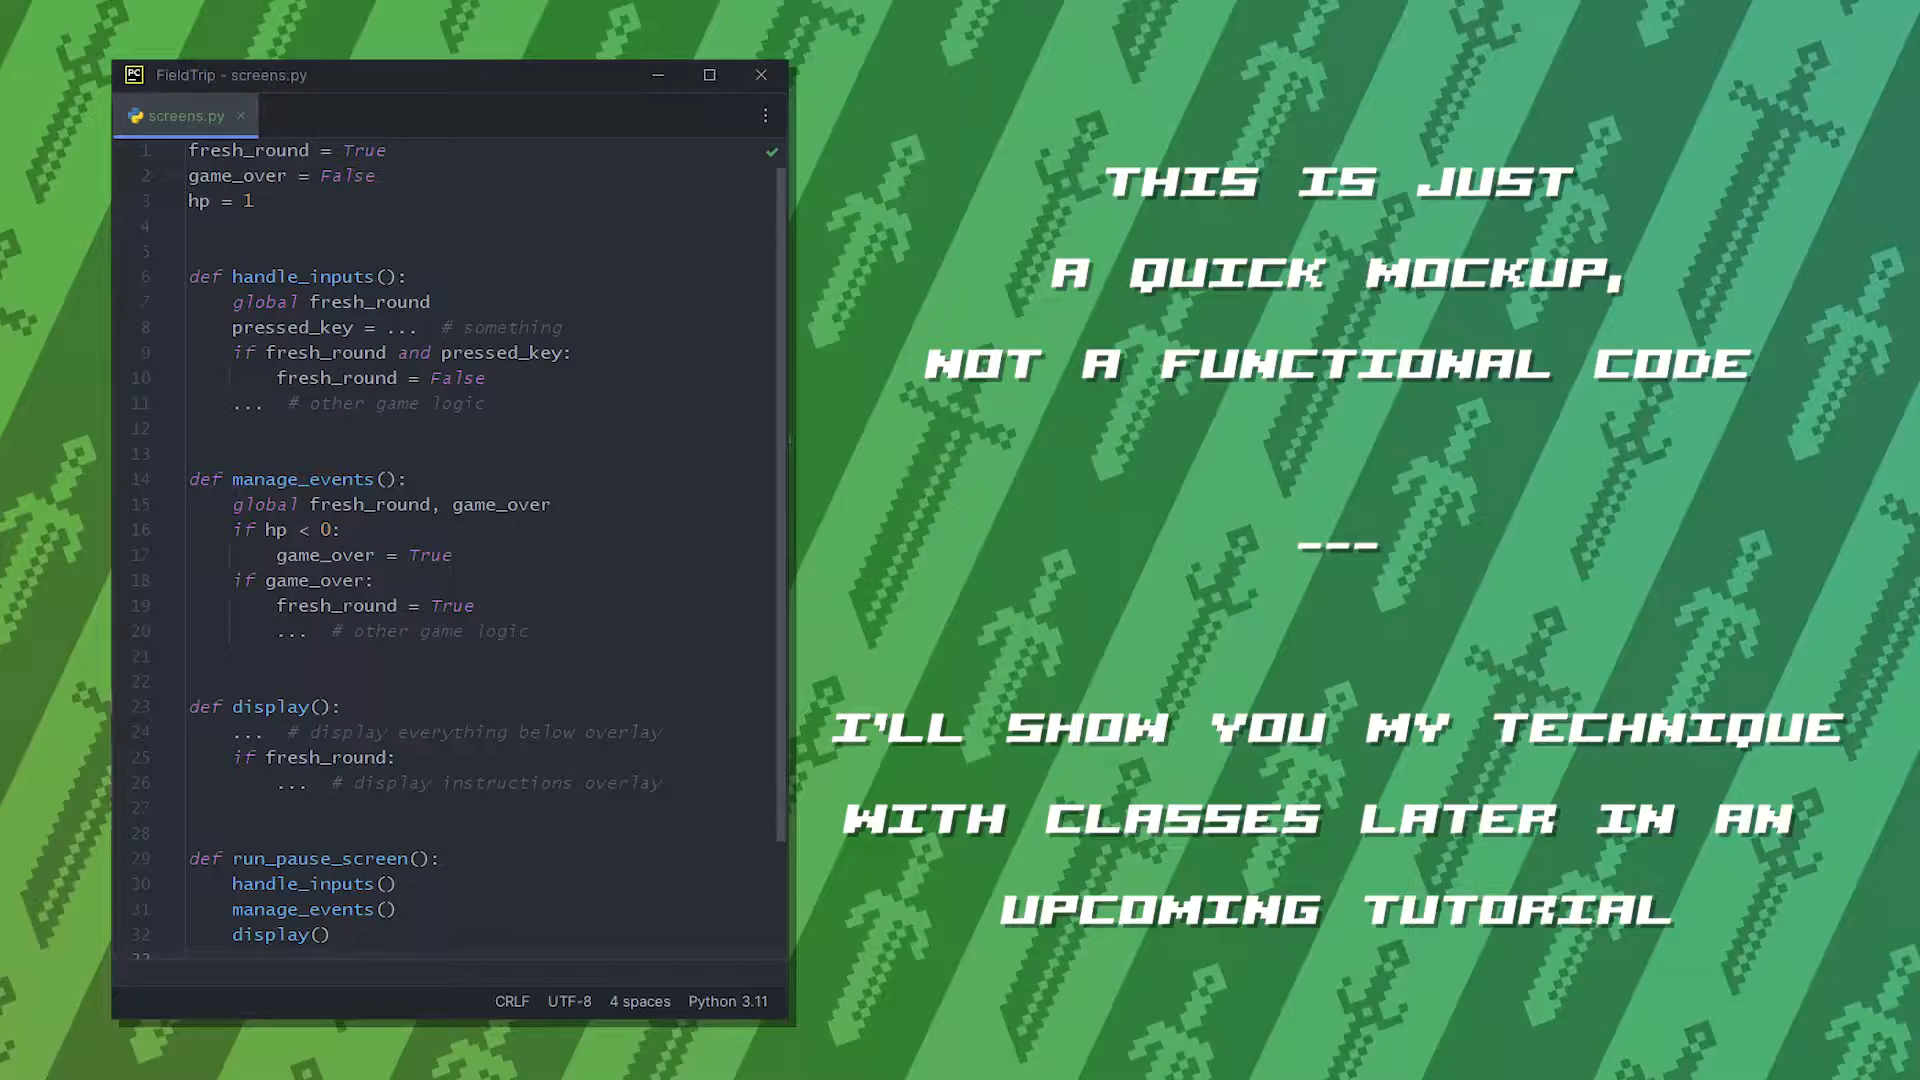 FieldTrip - screens.py
screens.py
1 fresh_round = True
2 game_over = False
3 hp = 1
4
5
6 def handle_inputs():
7 global fresh_round
8 pressed_key = ... # something
9 if fresh_round and pressed_key:
10 fresh_round = False
11 ... # other game logic
12
13
14 def manage_events():
15 global fresh_round, game_over
16 if hp < 0:
17 game_over = True
18 if game_over:
19 fresh_round = True
20 ... # other game logic
21
22
23 def display():
24 ... # display everything below overlay
25 if fresh_round:
26 ... # display instructions overlay
27
28
29 def run_pause_screen():
30 handle_inputs()
31 manage_events()
32 display()
33
CRLF UTF-8 4 spaces Python 3.11
THIS IS JUST
A QUICK MOCKUP,
NOT A FUNCTIONAL CODE
---
I'LL SHOW YOU MY TECHNIQUE
WITH CLASSES LATER IN AN
UPCOMING TUTORIAL